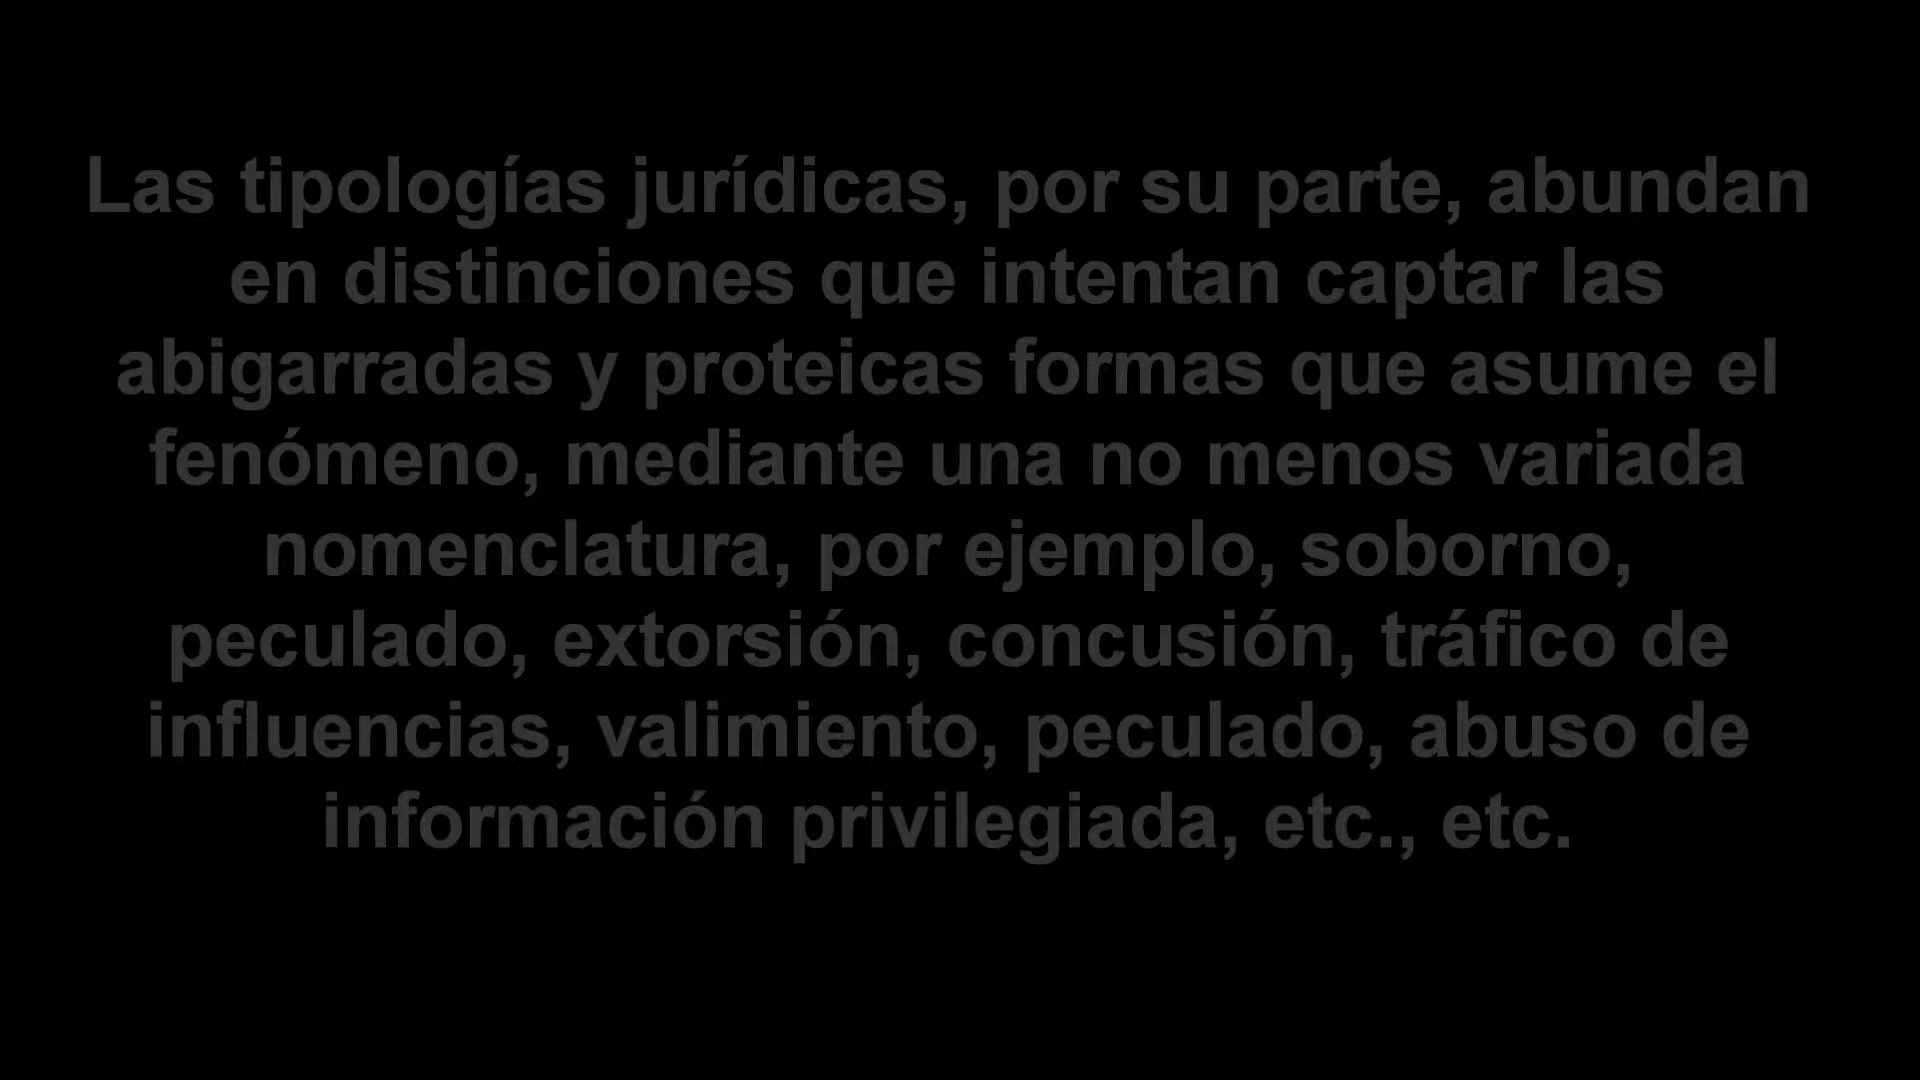 Las tipologías jurídicas, por su parte, abundan
en distinciones que intentan captar las
abigarradas y proteicas formas que asume el
fenómeno, mediante una no menos variada
nomenclatura, por ejemplo, soborno,
peculado, extorsión, concusión, tráfico de
influencias, valimiento, peculado, abuso de
información privilegiada, etc., etc.